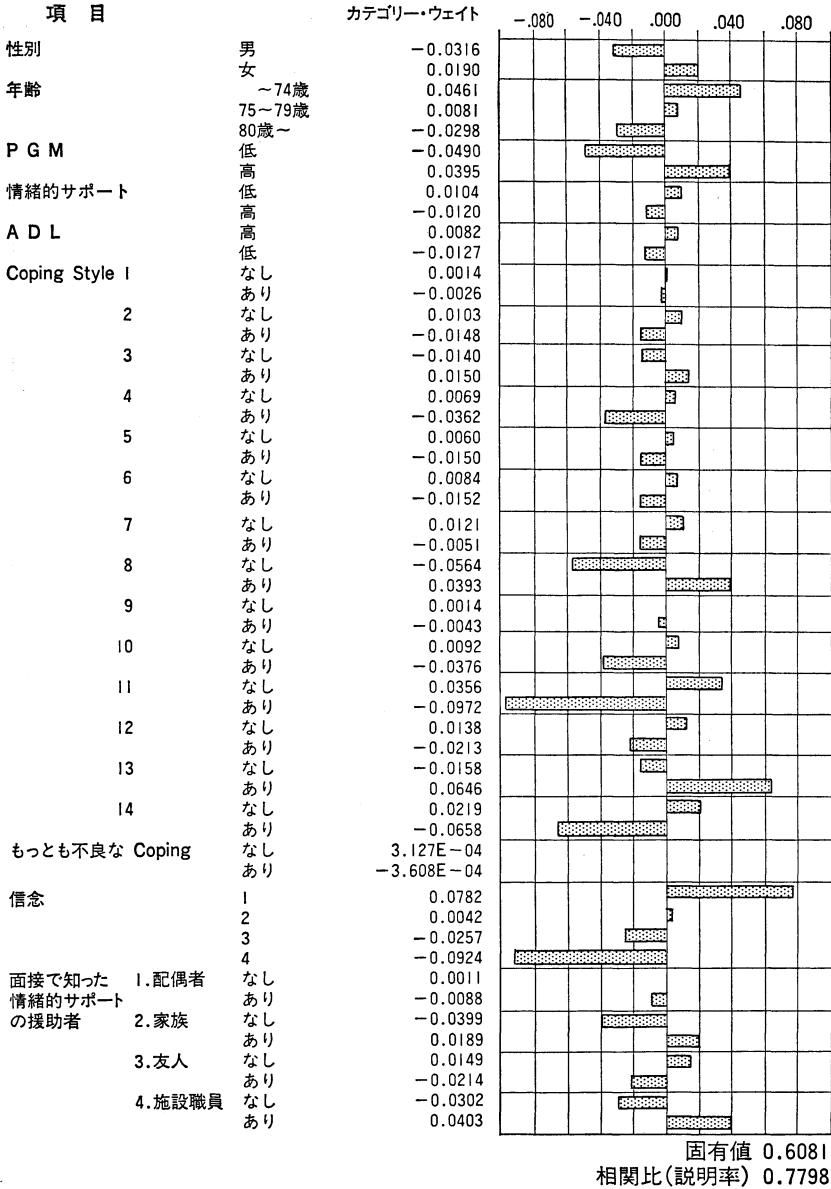 項 目 カテゴリー・ウェイト -.080 -.040 .000 .040 .080
性別 男 -0.0316
女 0.0190
年齢 ～74歳 0.0461
75～79歳 0.0081
80歳～ -0.0298
PGM 低 -0.0490
高 0.0395
情緒的サポート 低 0.0104
高 -0.0120
ADL 高 0.0082
低 -0.0127
Coping Style 1 なし 0.0014
あり -0.0026
2 なし 0.0103
あり -0.0148
3 なし -0.0140
あり 0.0150
4 なし 0.0069
あり -0.0362
5 なし 0.0060
あり -0.0150
6 なし 0.0084
あり -0.0152
7 なし 0.0121
あり -0.0051
8 なし -0.0564
あり 0.0393
9 なし 0.0014
あり -0.0043
10 なし 0.0092
あり -0.0376
11 なし 0.0356
あり -0.0972
12 なし 0.0138
あり -0.0213
13 なし -0.0158
あり 0.0646
14 なし 0.0219
あり -0.0658
もっとも不良な Coping なし 3.127E-04
あり -3.608E-04
信念 1 0.0782
2 0.0042
3 -0.0257
4 -0.0924
面接で知った 1.配偶者 なし 0.0011
情緒的サポート あり -0.0088
の援助者 2.家族 なし -0.0399
あり 0.0189
3.友人 なし 0.0149
あり -0.0214
4.施設職員 なし -0.0302
あり 0.0403
固有値 0.6081
相関比(説明率) 0.7798